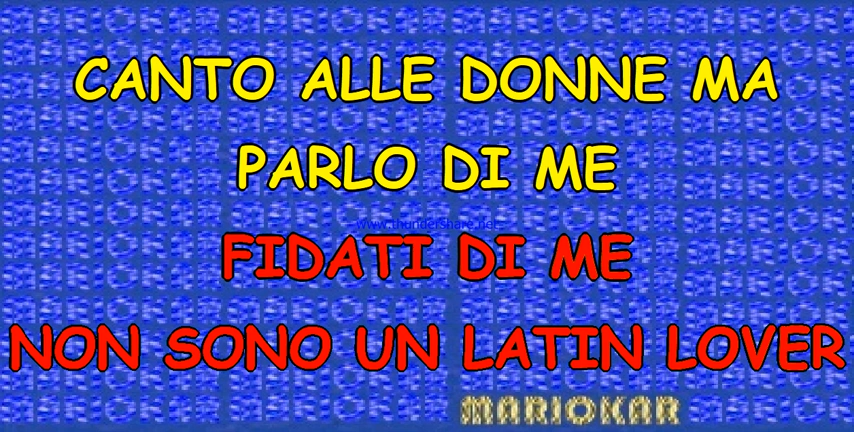 CANTO ALLE DONNE MA
PARLO DI ME
www.thundershare.net
FIDATI DI ME
NON SONO UN LATIN LOVER
MARIOKAR